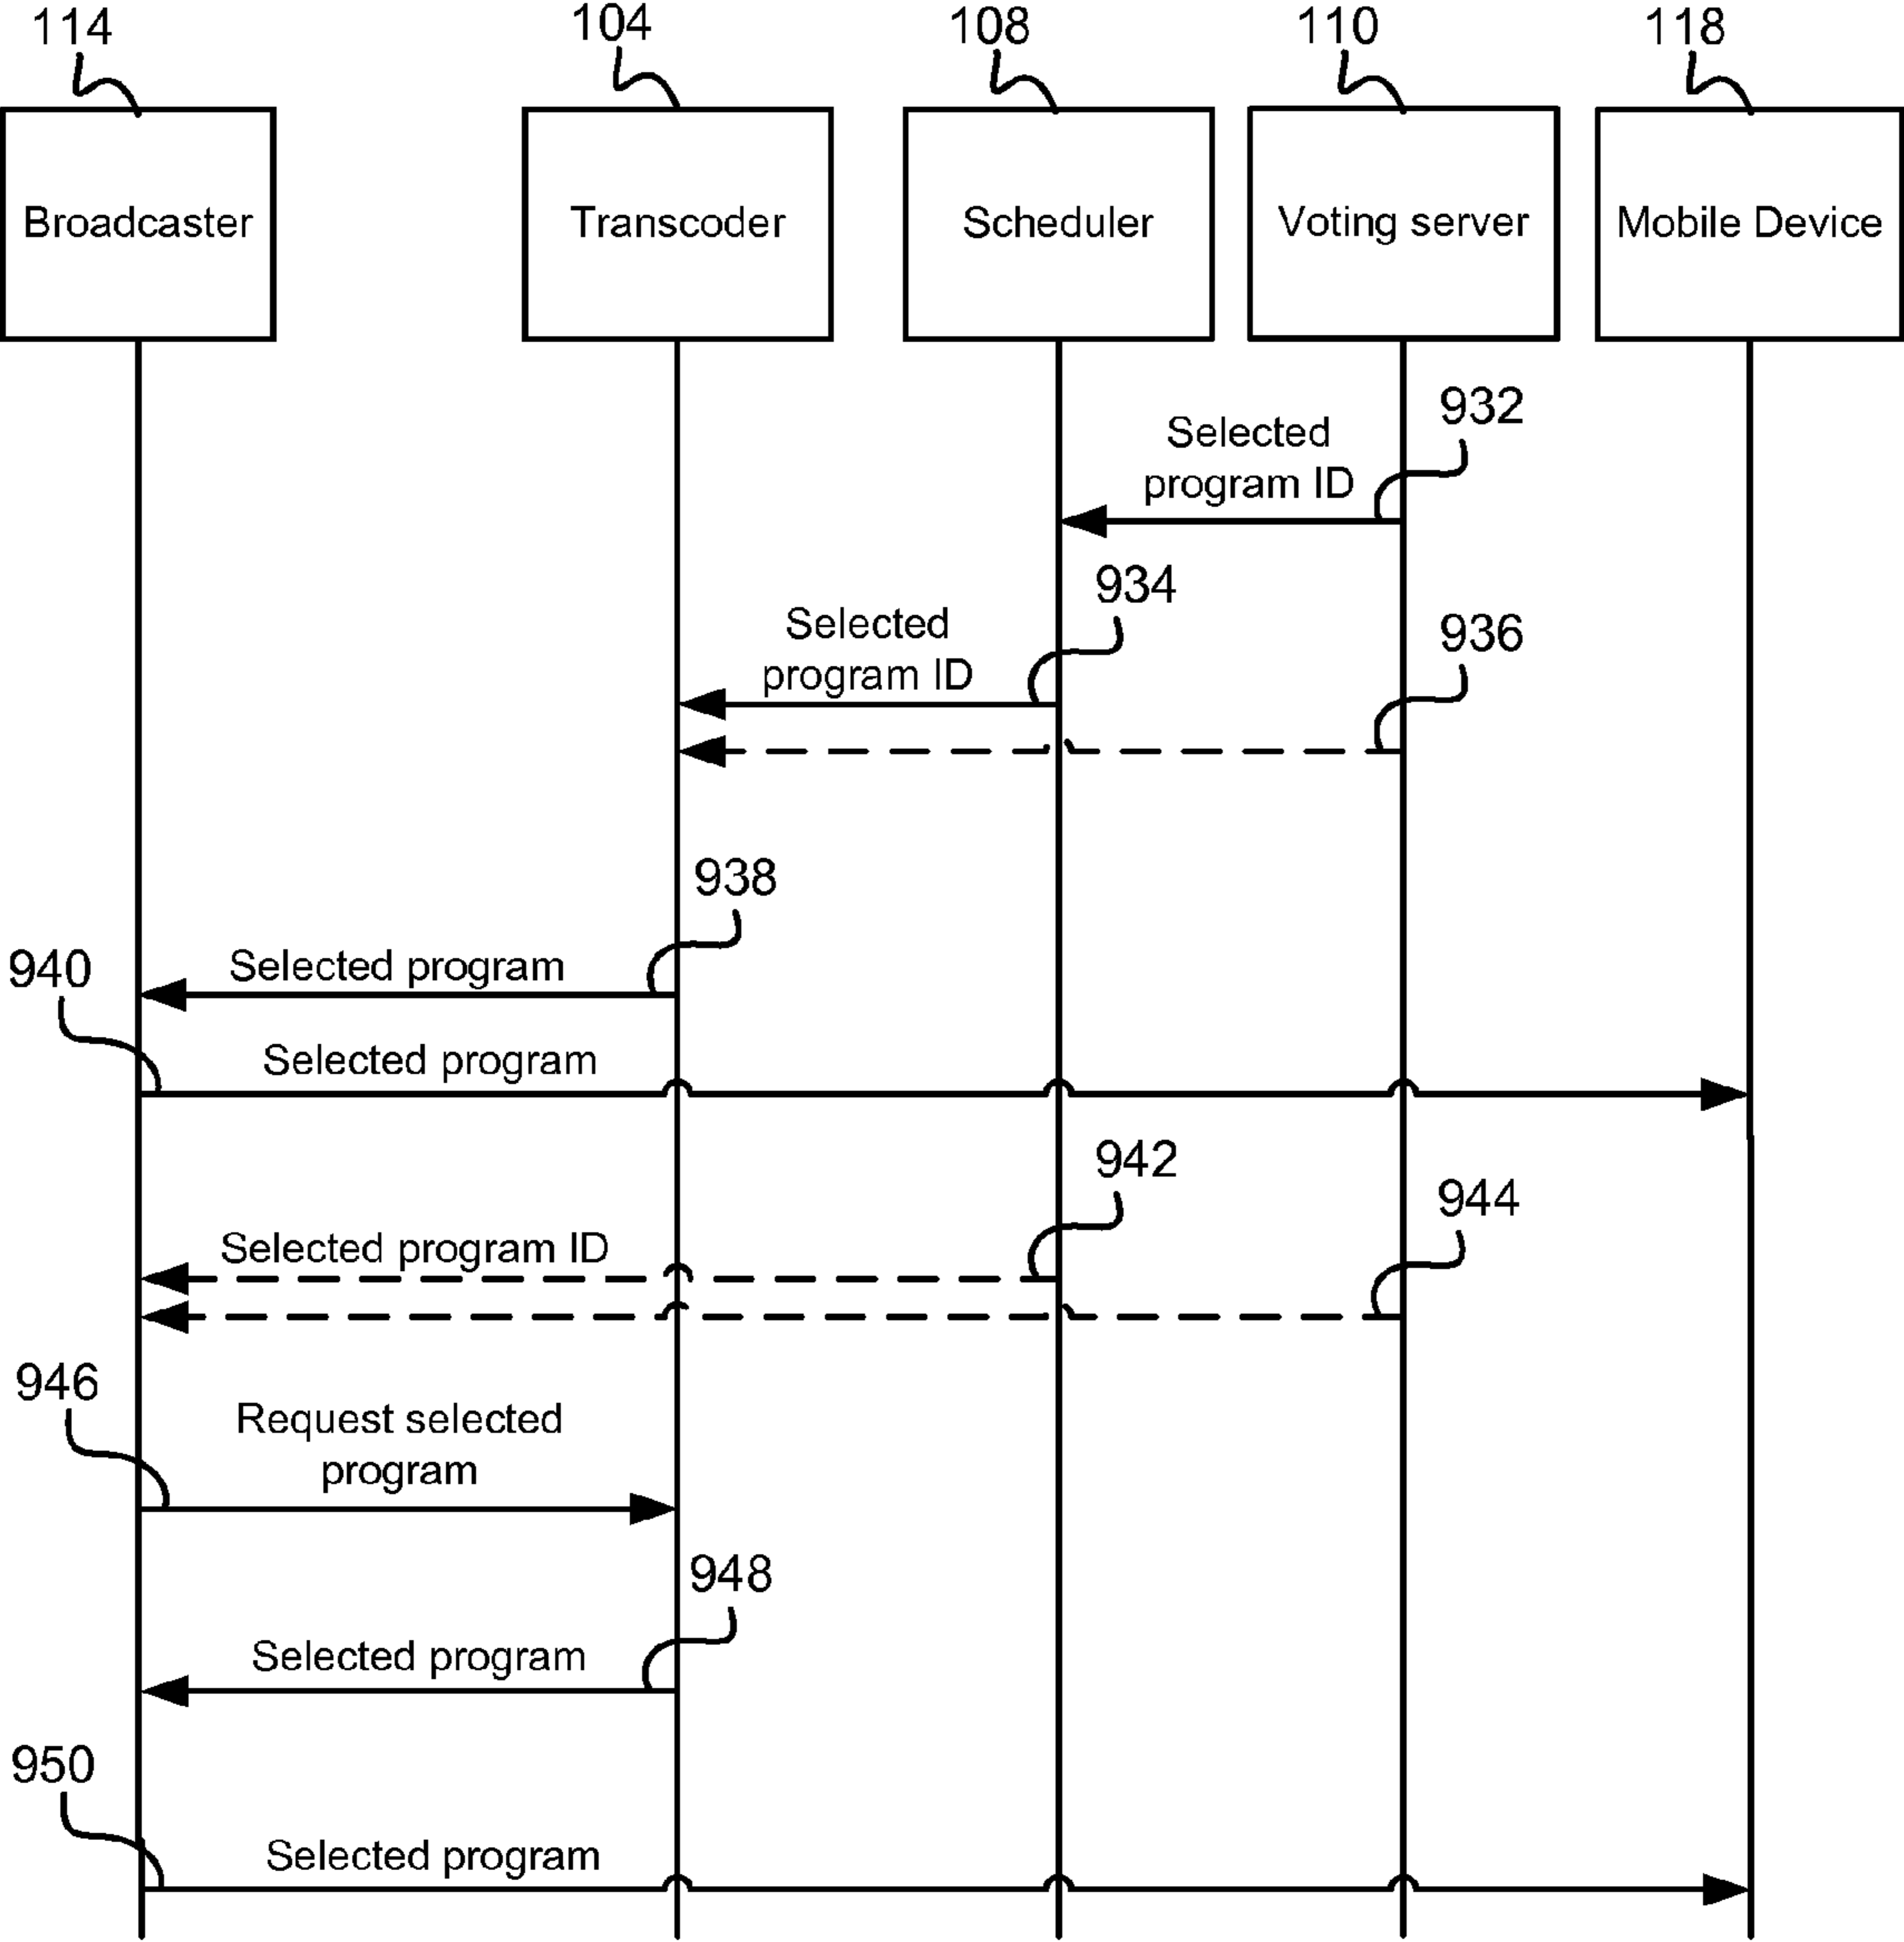 114
104
108
110
118
Broadcaster
Transcoder
Scheduler
Voting server
Mobile Device
932
Selected
program ID
934
Selected
program ID
936
938
940
Selected program
Selected program
942
944
Selected program ID
946
Request selected
program
948
Selected program
950
Selected program